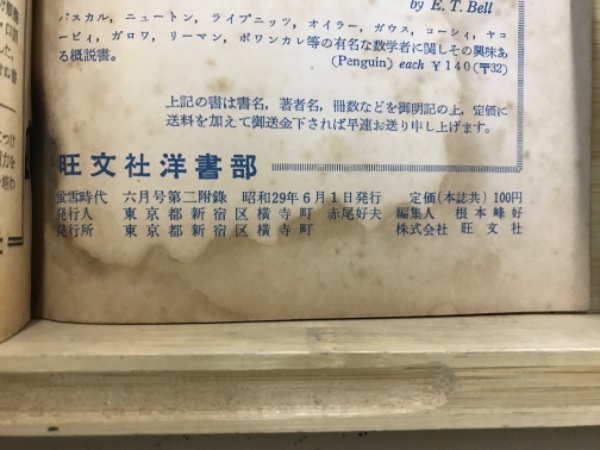 by E. T. Bell
パスカル, ニュートン, ライプニッツ, オイラー, ガウス, コーシィ, ヤコ
ービィ, ガロワ, リーマン, ポワンカレ等の有名な数学者に関しその興味あ
る概説書。
(Penguin) each ¥140(〒32)
上記の書は書名, 著者名, 冊数などを御明記の上, 定価に
送料を加えて御送金下されば早速お送り申し上げます。
旺文社洋書部
螢雪時代 六月号第二附錄 昭和29年6月1日発行 定価(本誌共)100円
発行人 東京都新宿区横寺町 赤尾好夫 編集人 根本峰好
発行所 東京都新宿区横寺町 株式会社 旺文社